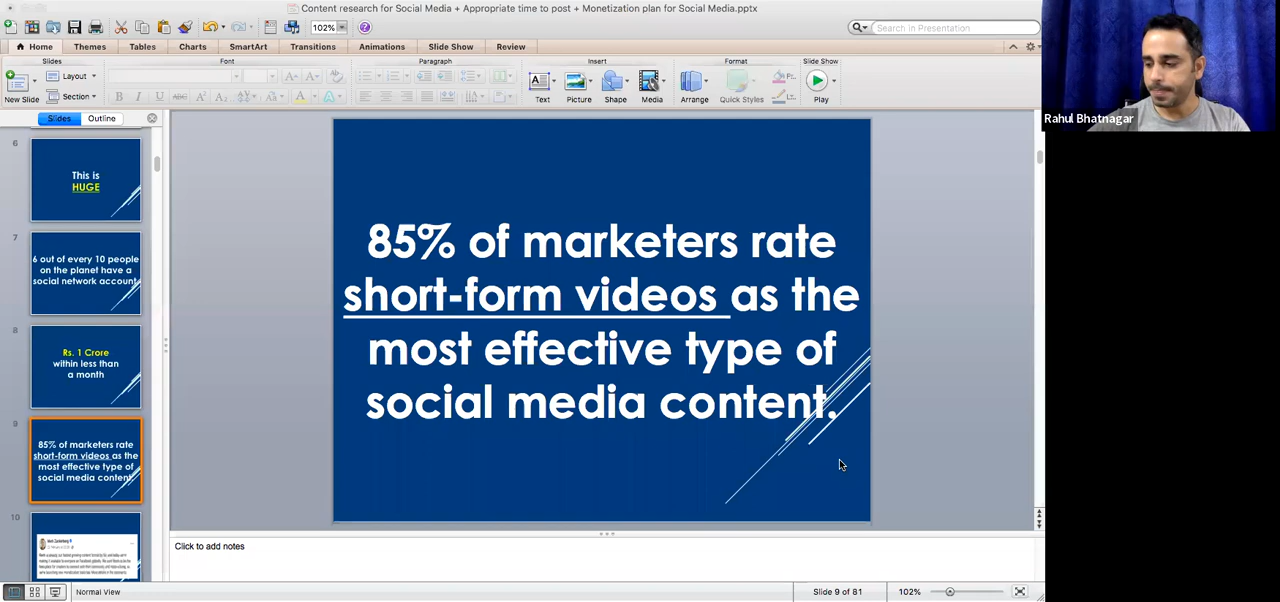 Content research for Social Media + Appropriate time to post + Monetization plan for Social Media.pptx
102%
Search in Presentation
Home Themes Tables Charts SmartArt Transitions Animations Slide Show Review
Slides Font Paragraph Insert Format Slide Show
New Slide Layout Section
B I U ABC A² A₂
Text Picture Shape Media Arrange Quick Styles Play
Rahul Bhatnagar
Slides Outline
6
This is
HUGE
7
6 out of every 10 people
on the planet have a
social network account
8
Rs. 1 Crore
within less than
a month
9
85% of marketers rate
short-form videos as the
most effective type of
social media content.
10
85% of marketers rate
short-form videos as the
most effective type of
social media content.
Click to add notes
Normal View
Slide 9 of 81
102%